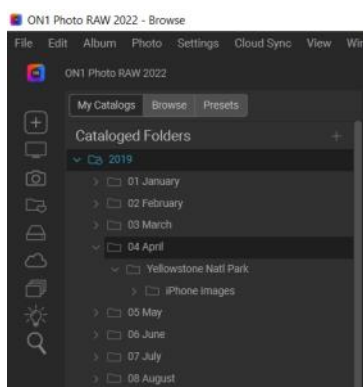 ON1 Photo RAW 2022 - Browse
File Edit Album Photo Settings Cloud Sync View
ON1 Photo RAW 2022
My Catalogs Browse Presets
Cataloged Folders
2019
01 January
02 February
03 March
04 April
Yellowstone Natl Park
iPhone images
05 May
06 June
07 July
08 August